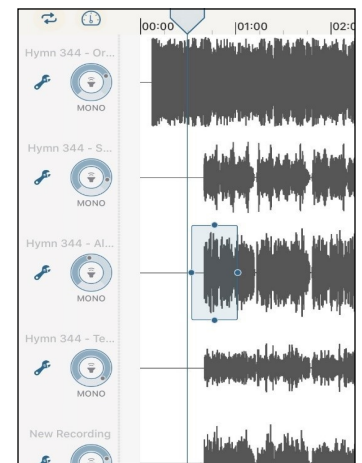 00:00 01:00 02:0
Hymn 344 - Or...
MONO
Hymn 344 - S...
MONO
Hymn 344 - Al...
MONO
Hymn 344 - Te...
MONO
New Recording